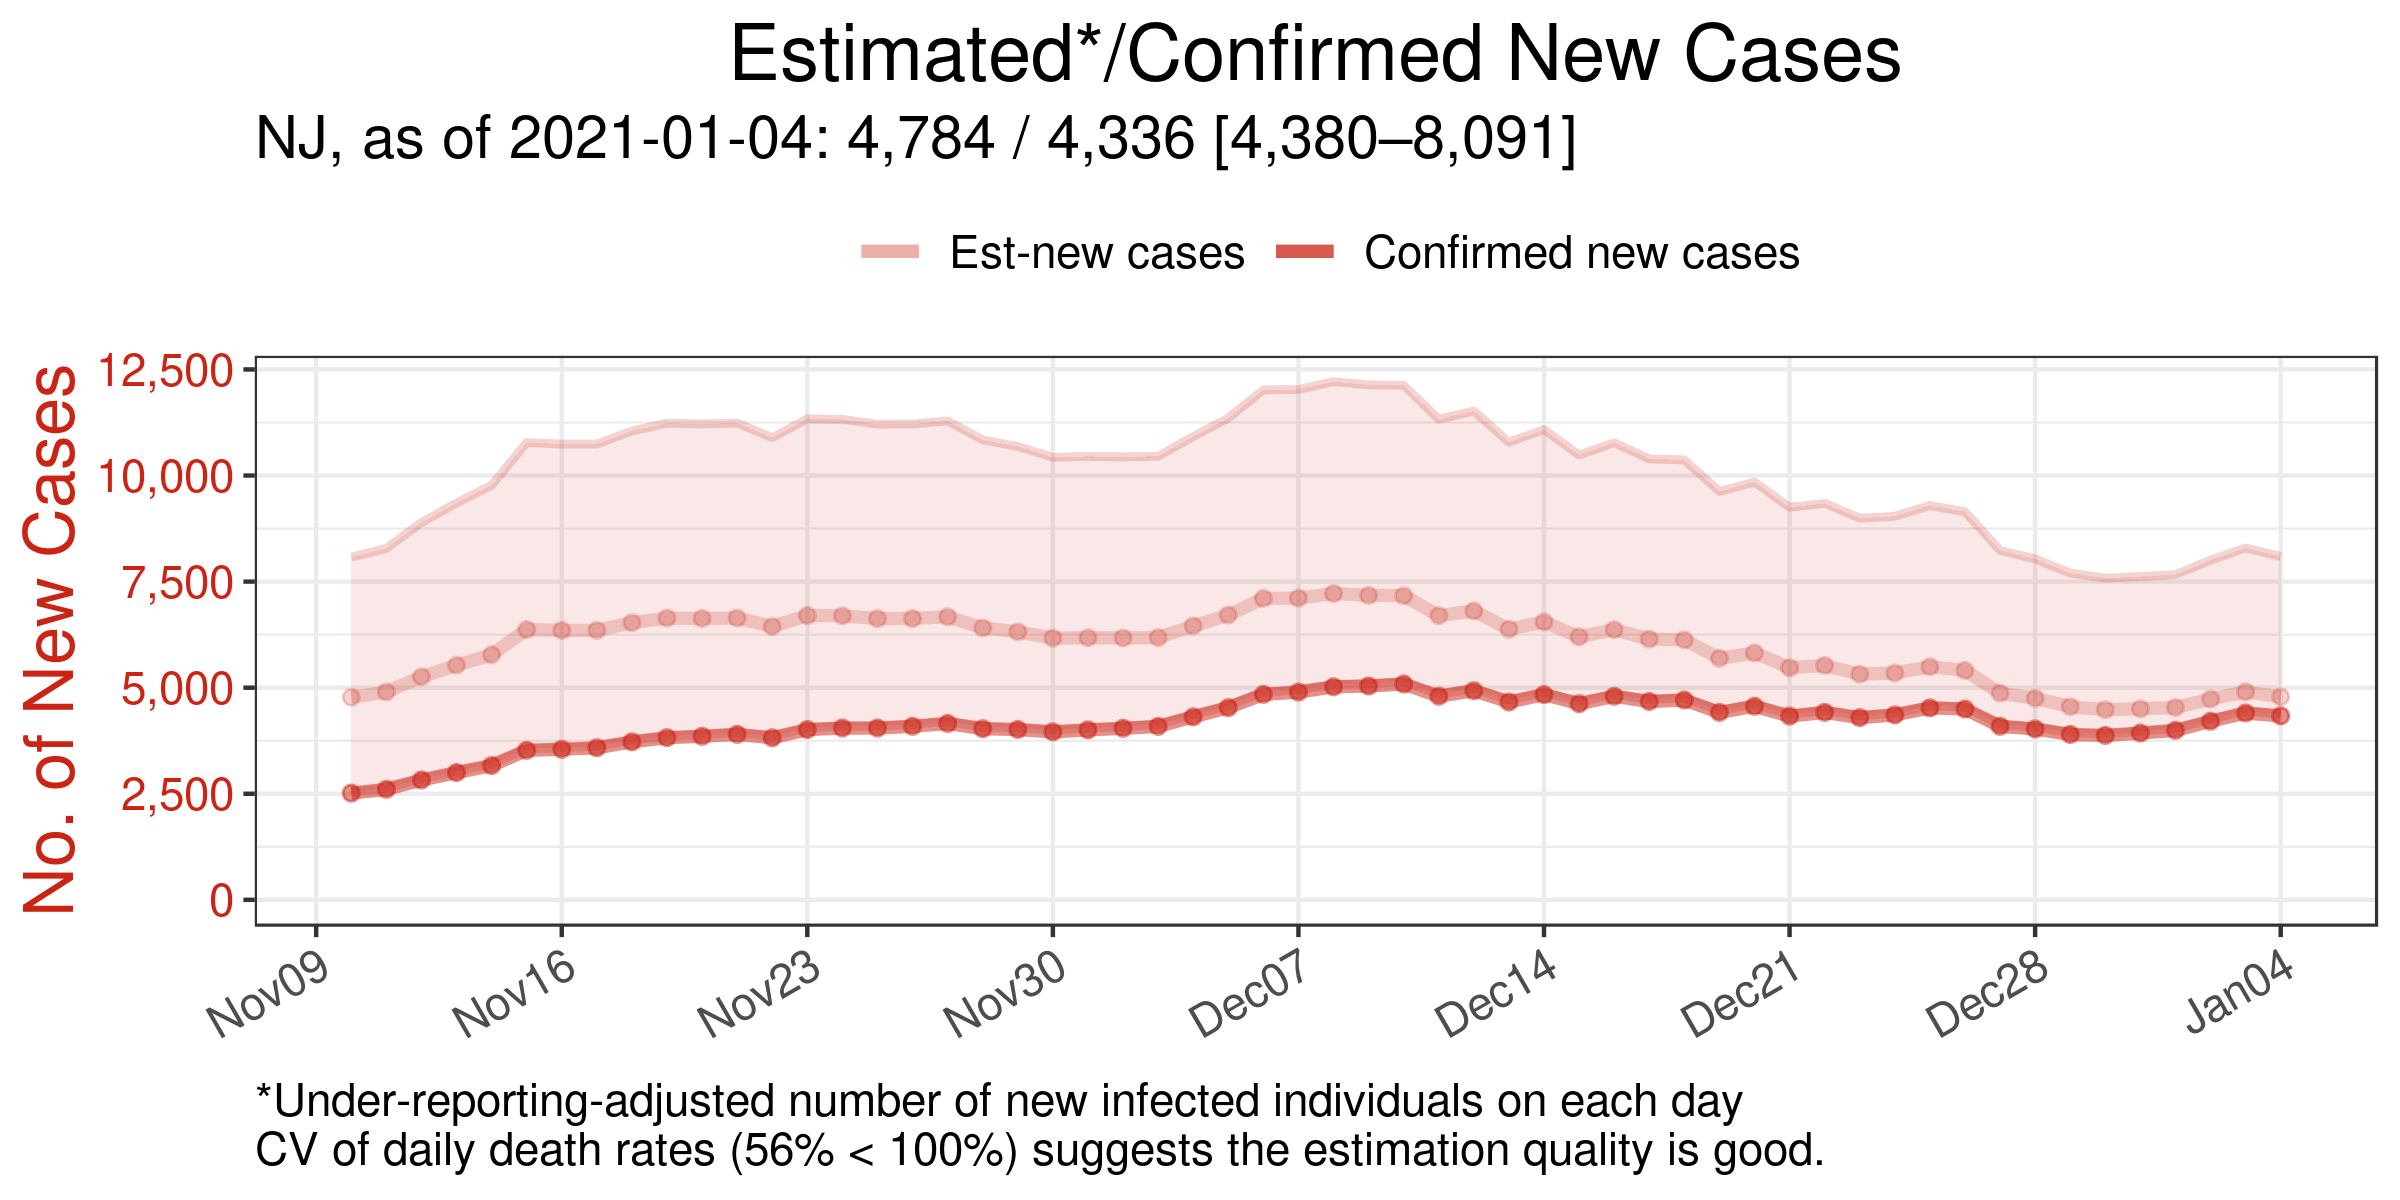 Estimated*/Confirmed New Cases
NJ, as of 2021-01-04: 4,784 / 4,336 [4,380–8,091]
Est-new cases
Confirmed new cases
No. of New Cases
12,500
10,000
7,500
5,000
2,500
0
Nov09
Nov16
Nov23
Nov30
Dec07
Dec14
Dec21
Dec28
Jan04
*Under-reporting-adjusted number of new infected individuals on each day
CV of daily death rates (56% < 100%) suggests the estimation quality is good.